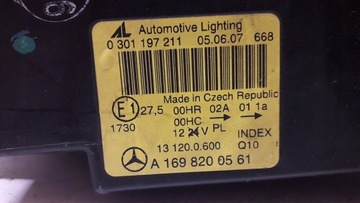 AL Automotive Lighting
0 301 197 211 05.06.07 668
Made in Czech Republic
E1 27,5 00HR 02A 01 1a
1730 00HC → →
12 V PL INDEX
13 120.0.600 Q10
A 169 820 05 61